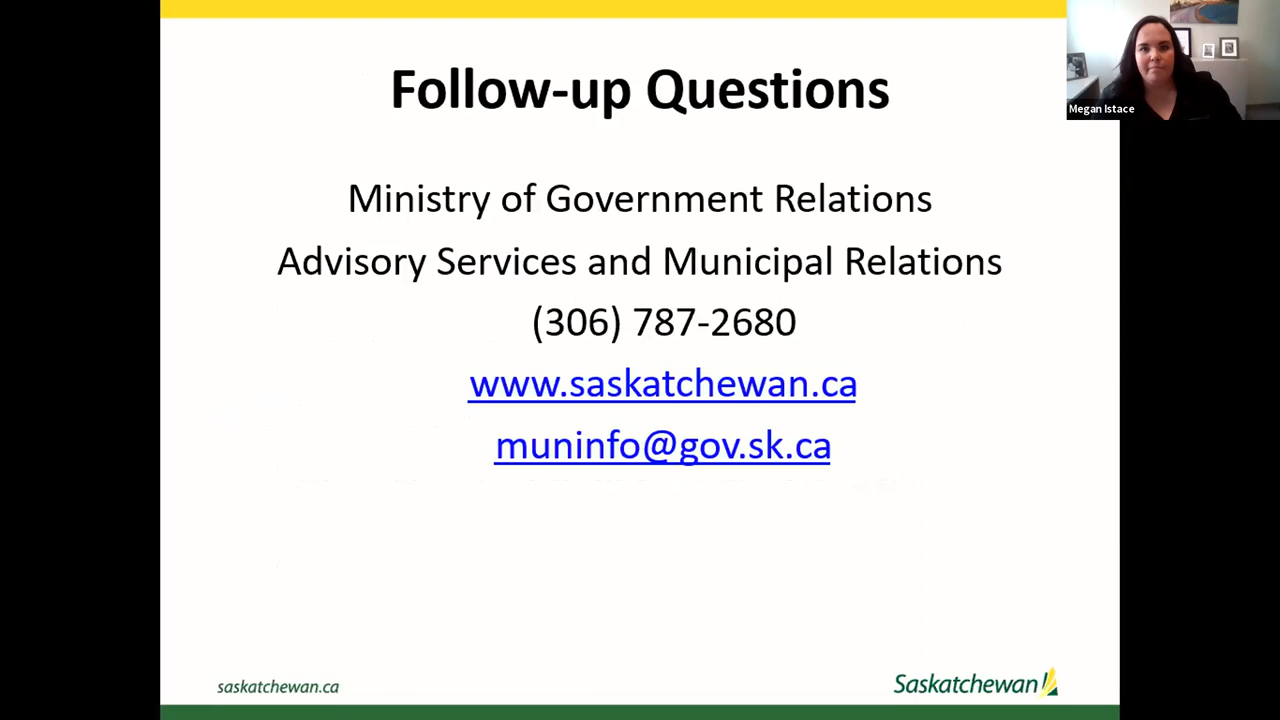 Follow-up Questions
Megan Istace
Ministry of Government Relations
Advisory Services and Municipal Relations
(306) 787-2680
www.saskatchewan.ca
muninfo@gov.sk.ca
saskatchewan.ca
Saskatchewan